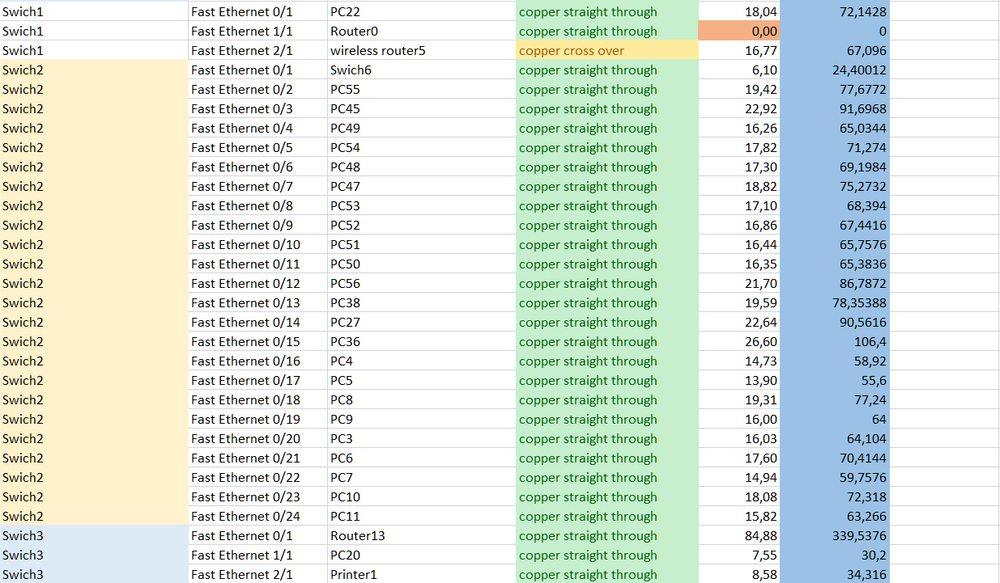 Swich1 Fast Ethernet 0/1 PC22 copper straight through 18,04 72,1428
Swich1 Fast Ethernet 1/1 Router0 copper straight through 0,00 0
Swich1 Fast Ethernet 2/1 wireless router5 copper cross over 16,77 67,096
Swich2 Fast Ethernet 0/1 Swich6 copper straight through 6,10 24,40012
Swich2 Fast Ethernet 0/2 PC55 copper straight through 19,42 77,6772
Swich2 Fast Ethernet 0/3 PC45 copper straight through 22,92 91,6968
Swich2 Fast Ethernet 0/4 PC49 copper straight through 16,26 65,0344
Swich2 Fast Ethernet 0/5 PC54 copper straight through 17,82 71,274
Swich2 Fast Ethernet 0/6 PC48 copper straight through 17,30 69,1984
Swich2 Fast Ethernet 0/7 PC47 copper straight through 18,82 75,2732
Swich2 Fast Ethernet 0/8 PC53 copper straight through 17,10 68,394
Swich2 Fast Ethernet 0/9 PC52 copper straight through 16,86 67,4416
Swich2 Fast Ethernet 0/10 PC51 copper straight through 16,44 65,7576
Swich2 Fast Ethernet 0/11 PC50 copper straight through 16,35 65,3836
Swich2 Fast Ethernet 0/12 PC56 copper straight through 21,70 86,7872
Swich2 Fast Ethernet 0/13 PC38 copper straight through 19,59 78,35388
Swich2 Fast Ethernet 0/14 PC27 copper straight through 22,64 90,5616
Swich2 Fast Ethernet 0/15 PC36 copper straight through 26,60 106,4
Swich2 Fast Ethernet 0/16 PC4 copper straight through 14,73 58,92
Swich2 Fast Ethernet 0/17 PC5 copper straight through 13,90 55,6
Swich2 Fast Ethernet 0/18 PC8 copper straight through 19,31 77,24
Swich2 Fast Ethernet 0/19 PC9 copper straight through 16,00 64
Swich2 Fast Ethernet 0/20 PC3 copper straight through 16,03 64,104
Swich2 Fast Ethernet 0/21 PC6 copper straight through 17,60 70,4144
Swich2 Fast Ethernet 0/22 PC7 copper straight through 14,94 59,7576
Swich2 Fast Ethernet 0/23 PC10 copper straight through 18,08 72,318
Swich2 Fast Ethernet 0/24 PC11 copper straight through 15,82 63,266
Swich3 Fast Ethernet 0/1 Router13 copper straight through 84,88 339,5376
Swich3 Fast Ethernet 1/1 PC20 copper straight through 7,55 30,2
Swich3 Fast Ethernet 2/1 Printer1 copper straight through 8,58 34,316